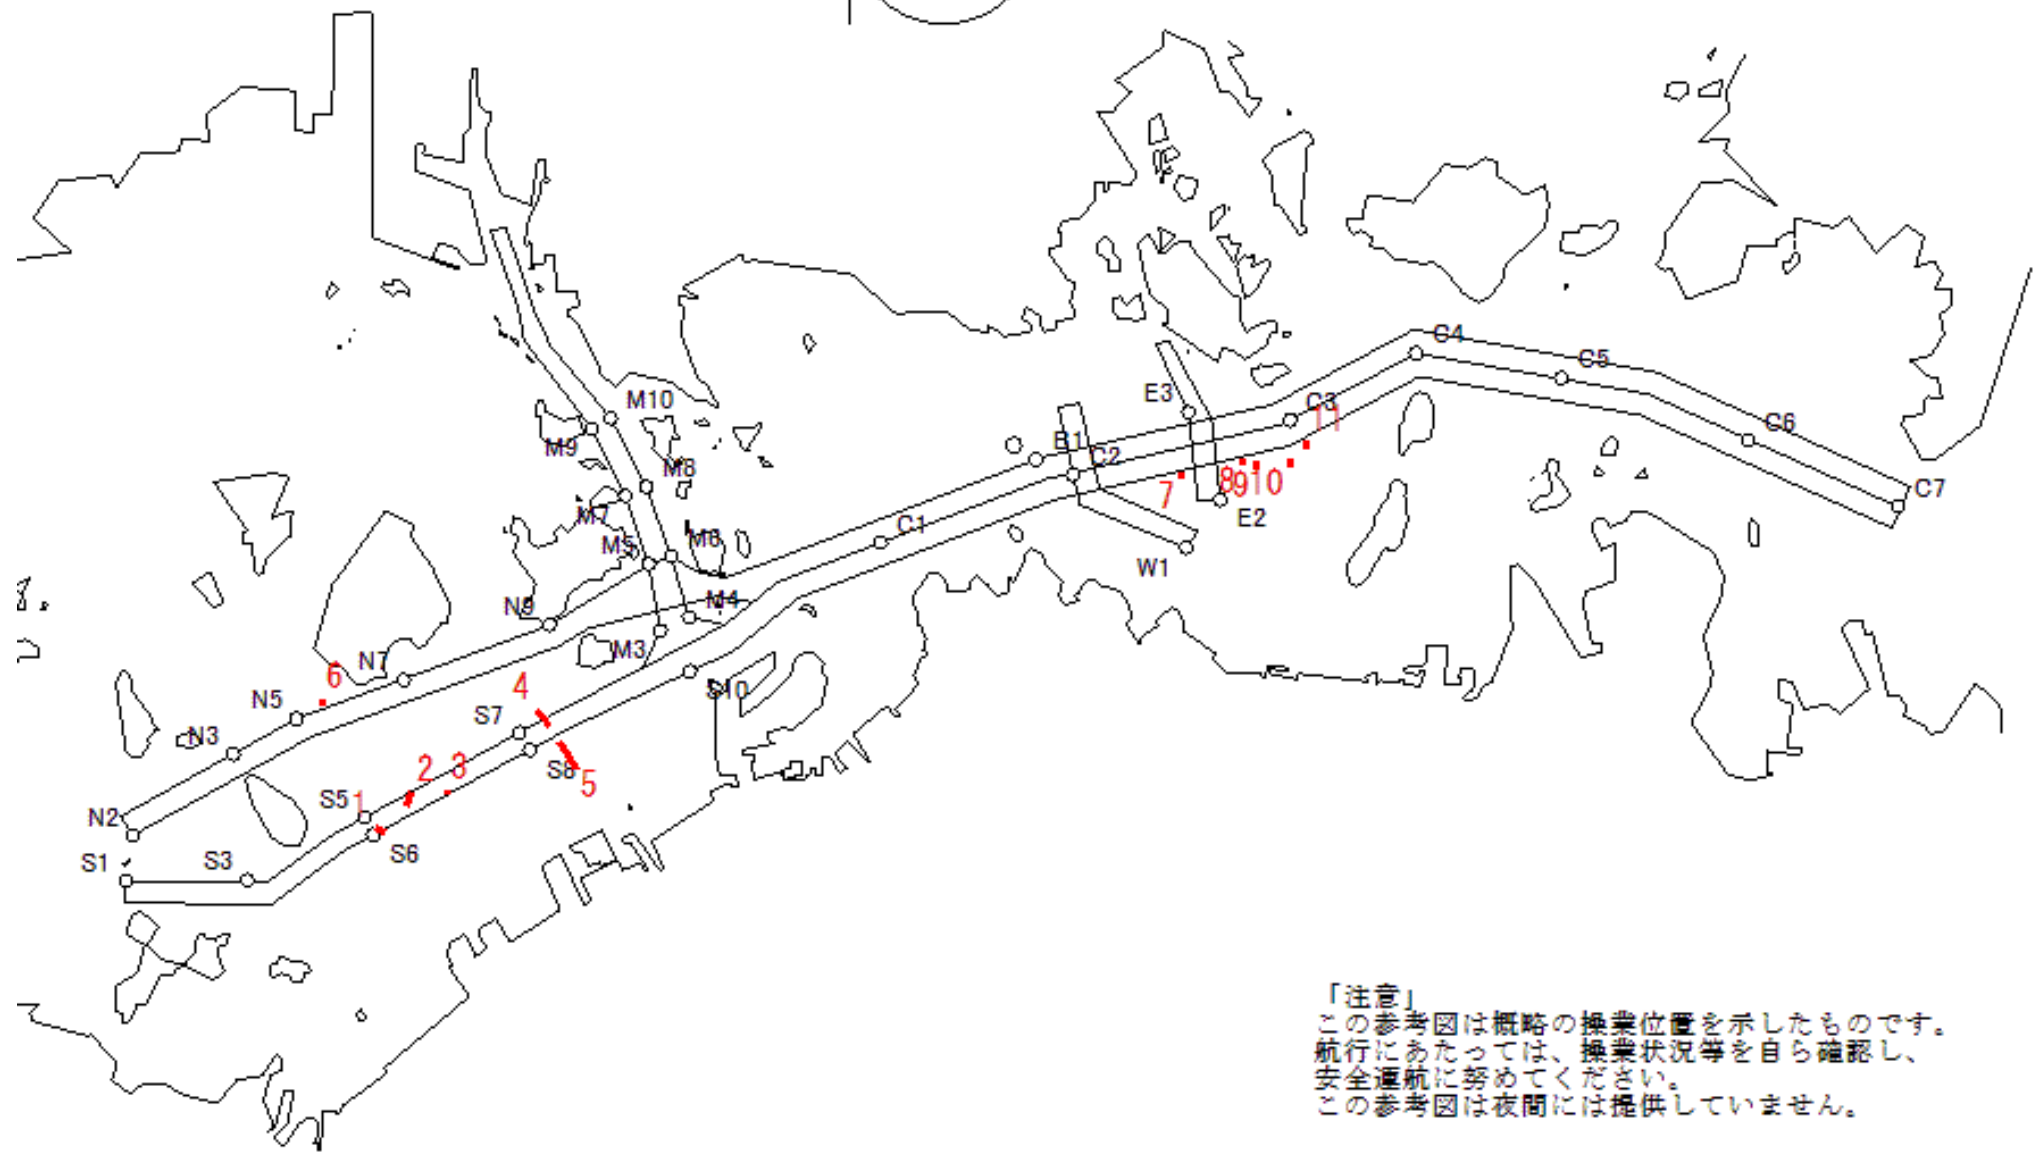 M10
M9
M8
M7
M5
M6
M4
M3
N9
N7
N5
N3
N2
S1
S3
S5
S6
S7
S8
S10
C1
B1
C2
E3
C3
C4
C5
C6
C7
E2
W1
1
2
3
4
5
6
7
8
9
10
11
「注意」
この参考図は概略の操業位置を示したものです。
航行にあたっては、操業状況等を自ら確認し、
安全運航に努めてください。
この参考図は夜間には提供していません。